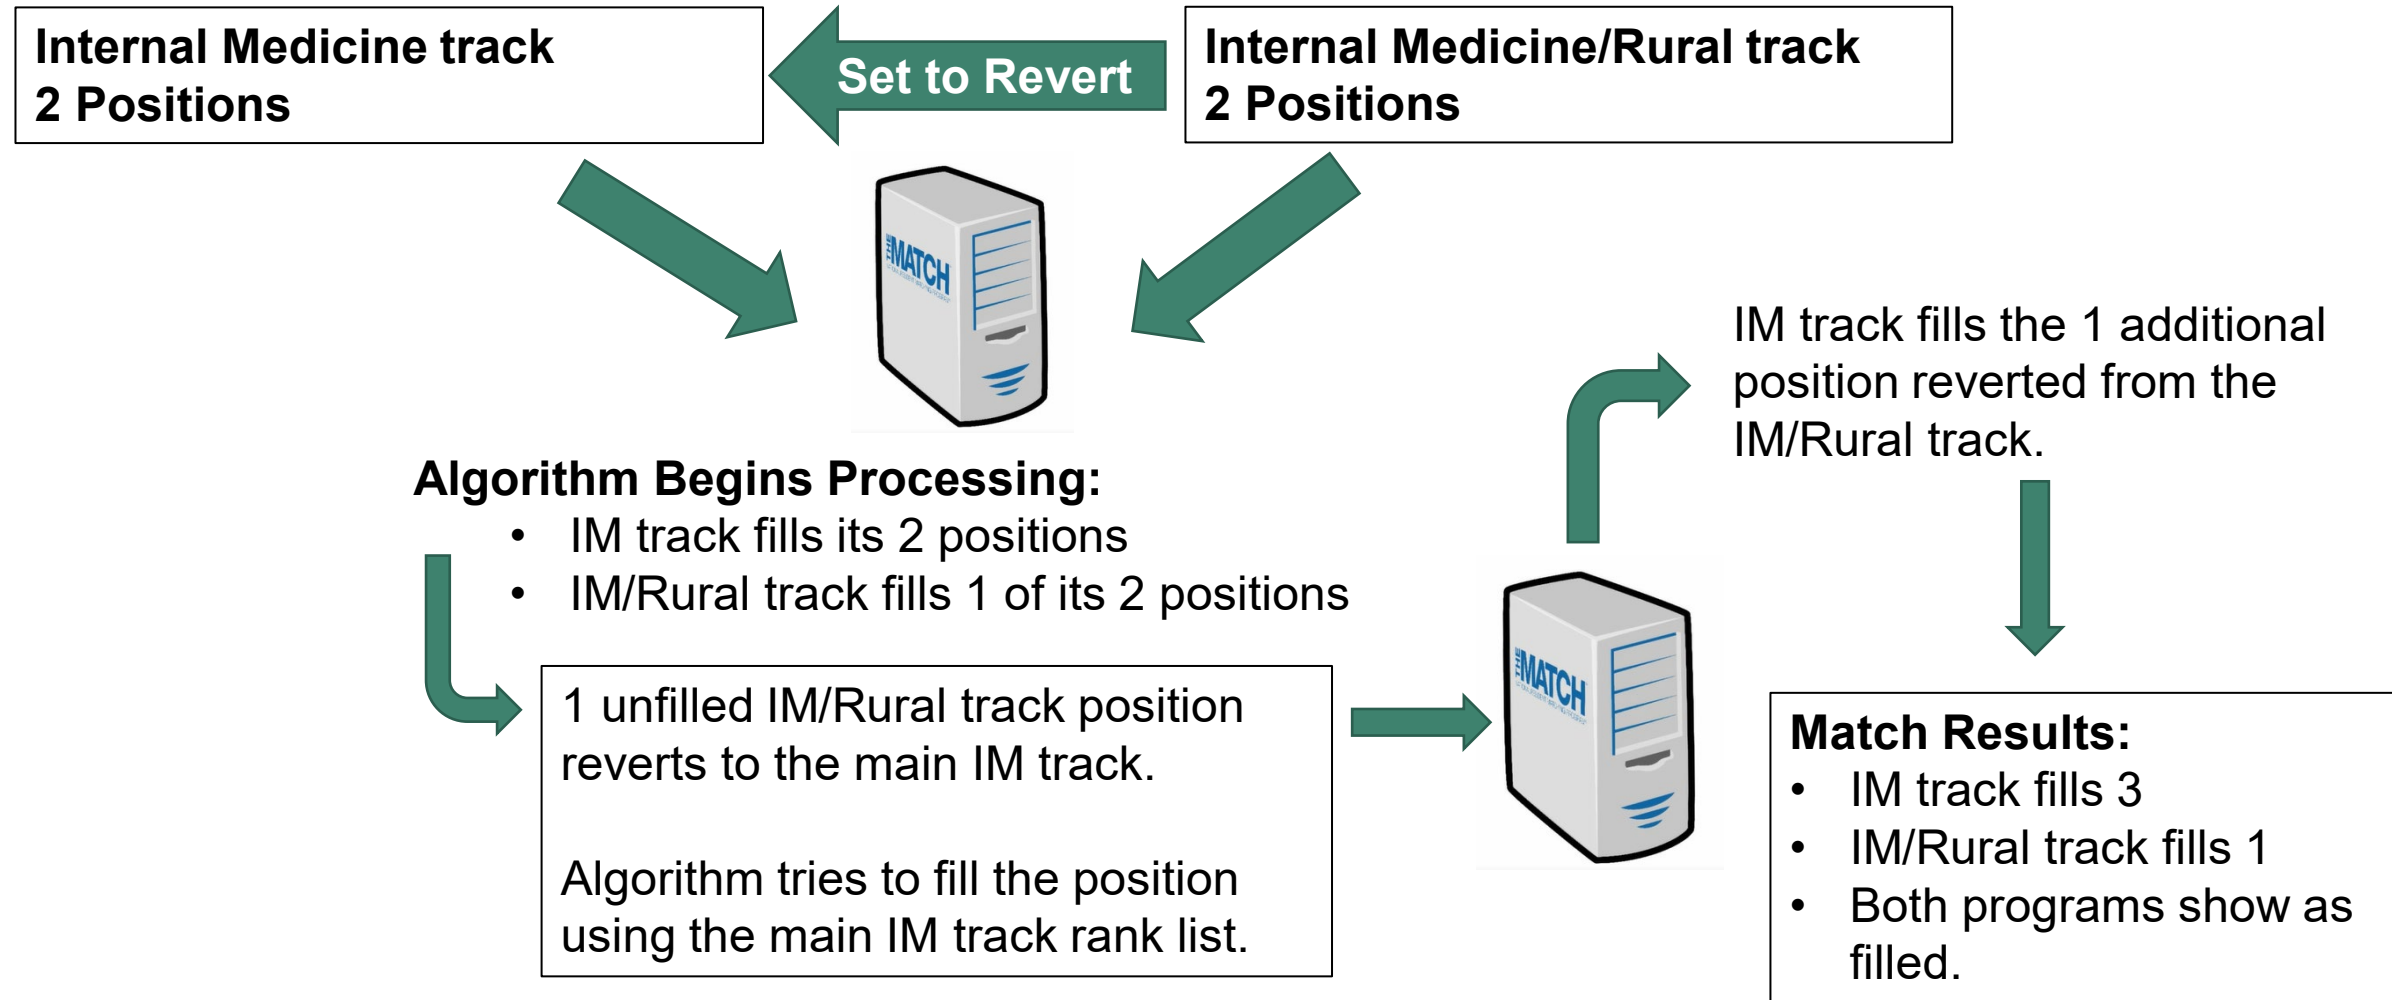 Internal Medicine track
2 Positions
Set to Revert
Internal Medicine/Rural track
2 Positions
THE MATCH
Algorithm Begins Processing:
• IM track fills its 2 positions
• IM/Rural track fills 1 of its 2 positions
1 unfilled IM/Rural track position
reverts to the main IM track.
Algorithm tries to fill the position
using the main IM track rank list.
THE MATCH
IM track fills the 1 additional
position reverted from the
IM/Rural track.
Match Results:
• IM track fills 3
• IM/Rural track fills 1
• Both programs show as
filled.